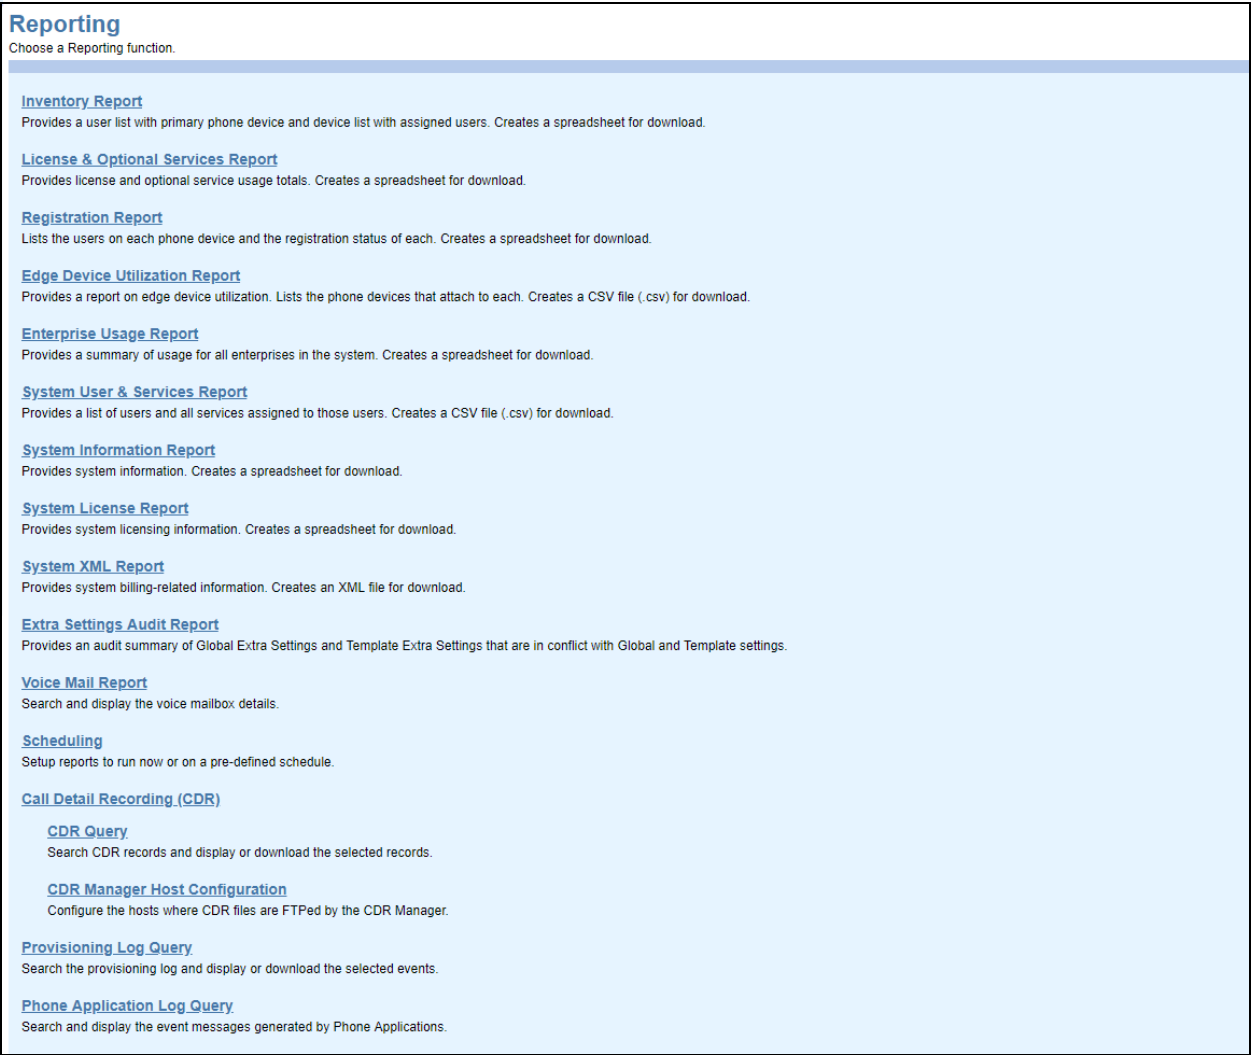 Reporting
Choose a Reporting function.
Inventory Report
Provides a user list with primary phone device and device list with assigned users. Creates a spreadsheet for download.
License & Optional Services Report
Provides license and optional service usage totals. Creates a spreadsheet for download.
Registration Report
Lists the users on each phone device and the registration status of each. Creates a spreadsheet for download.
Edge Device Utilization Report
Provides a report on edge device utilization. Lists the phone devices that attach to each. Creates a CSV file (.csv) for download.
Enterprise Usage Report
Provides a summary of usage for all enterprises in the system. Creates a spreadsheet for download.
System User & Services Report
Provides a list of users and all services assigned to those users. Creates a CSV file (.csv) for download.
System Information Report
Provides system information. Creates a spreadsheet for download.
System License Report
Provides system licensing information. Creates a spreadsheet for download.
System XML Report
Provides system billing-related information. Creates an XML file for download.
Extra Settings Audit Report
Provides an audit summary of Global Extra Settings and Template Extra Settings that are in conflict with Global and Template settings.
Voice Mail Report
Search and display the voice mailbox details.
Scheduling
Setup reports to run now or on a pre-defined schedule.
Call Detail Recording (CDR)
CDR Query
Search CDR records and display or download the selected records.
CDR Manager Host Configuration
Configure the hosts where CDR files are FTPed by the CDR Manager.
Provisioning Log Query
Search the provisioning log and display or download the selected events.
Phone Application Log Query
Search and display the event messages generated by Phone Applications.